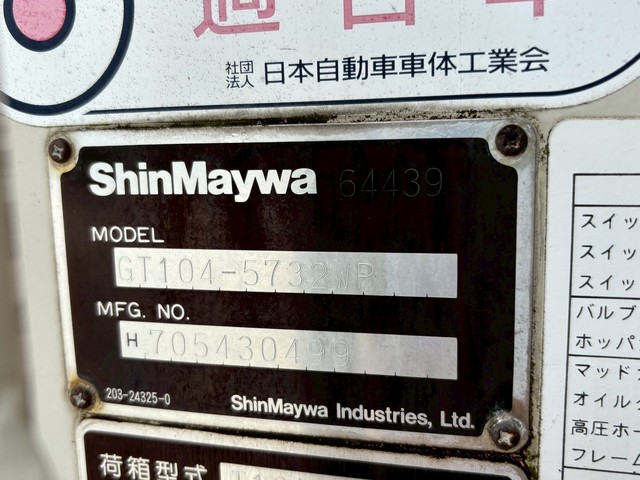 適合車
社団法人 日本自動車車体工業会
ShinMaywa 64439
MODEL
GT104-5732WP
MFG. NO.
H 705430499
203-24325-0
ShinMaywa Industries, Ltd.
荷箱型式
スイッ
スイッ
スイッ
バルブ
ホッパ
マッド
オイル
高圧ホー
フレーム